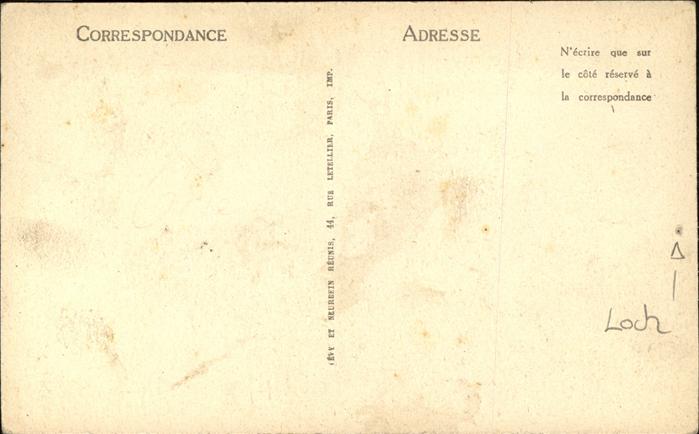 CORRESPONDANCE
ADRESSE
N'écrire que sur
le côté réservé à
la correspondance
LÉVY ET NEURDEIN RÉUNIS, 44, RUE LETELLIER, PARIS, IMP.
Loch